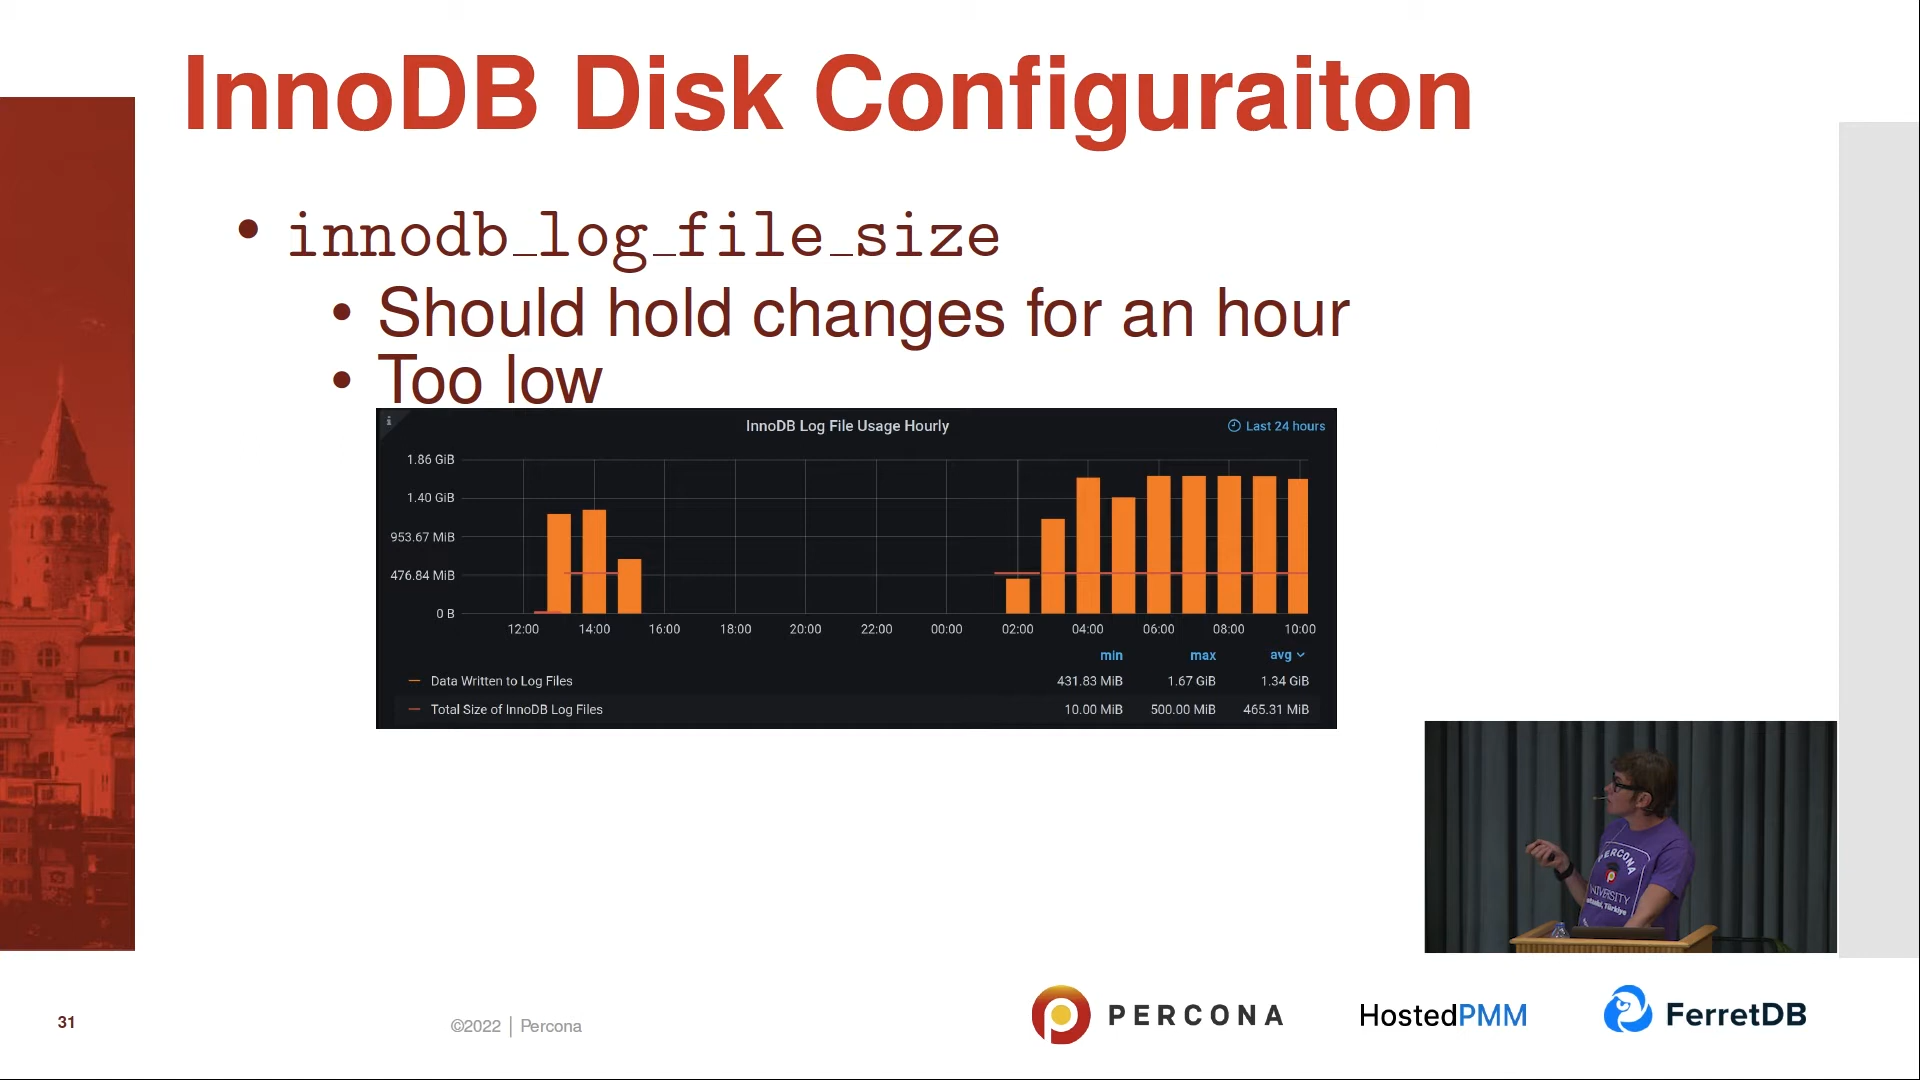 InnoDB Disk Configuraiton
• innodb_log_file_size
• Should hold changes for an hour
• Too low
i
InnoDB Log File Usage Hourly
Last 24 hours
1.86 GiB
1.40 GiB
953.67 MiB
476.84 MiB
0 B
12:00 14:00 16:00 18:00 20:00 22:00 00:00 02:00 04:00 06:00 08:00 10:00
min max avg
Data Written to Log Files 431.83 MiB 1.67 GiB 1.34 GiB
Total Size of InnoDB Log Files 10.00 MiB 500.00 MiB 465.31 MiB
PERCONA
31
©2022 | Percona
PERCONA
HostedPMM
FerretDB